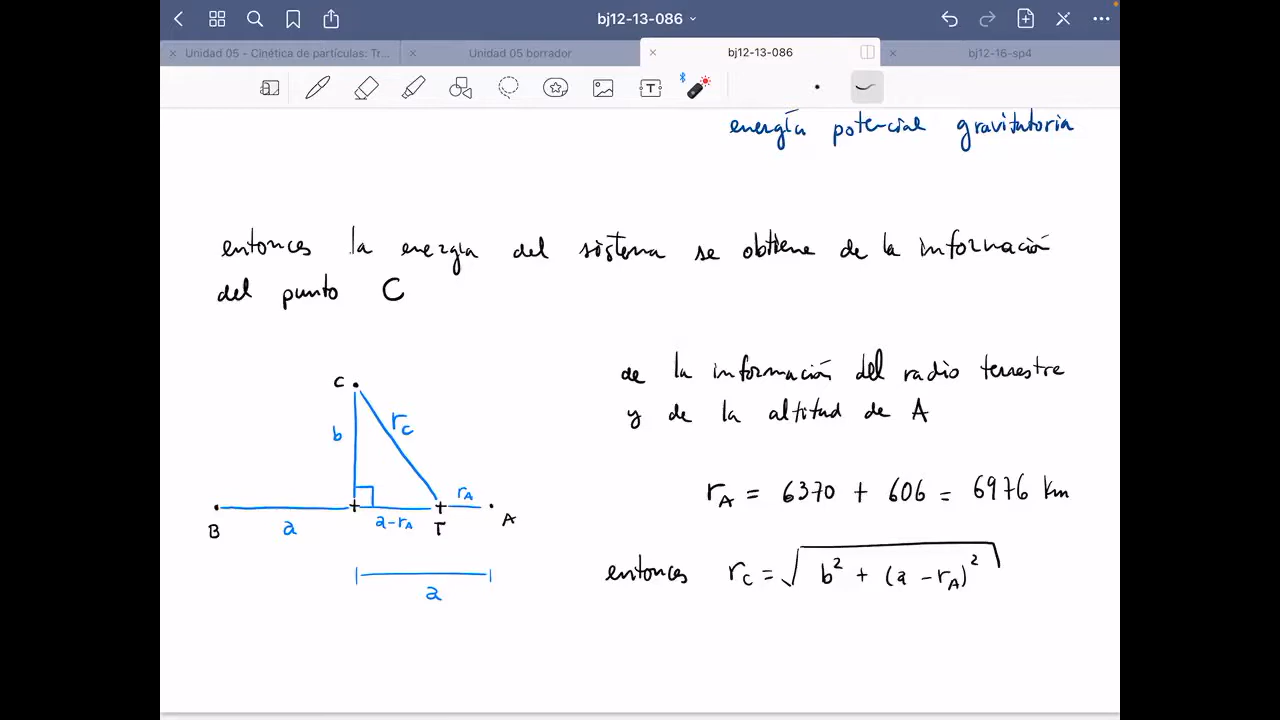 bj12-13-086
Unidad 05 - Cinética de partículas: Tr...
Unidad 05 borrador
bj12-13-086
bj12-16-sp4
T
energía potencial gravitatoria
entonces la energia del sistema se obtiene de la información
del punto C
de la información del radio terrestre
y de la altitud de A
C
b
r_C
r_A
B
a
a-r_A
T
A
a
r_A = 6370 + 606 = 6976 km
entonces r_C = √(b² + (a - r_A)²)